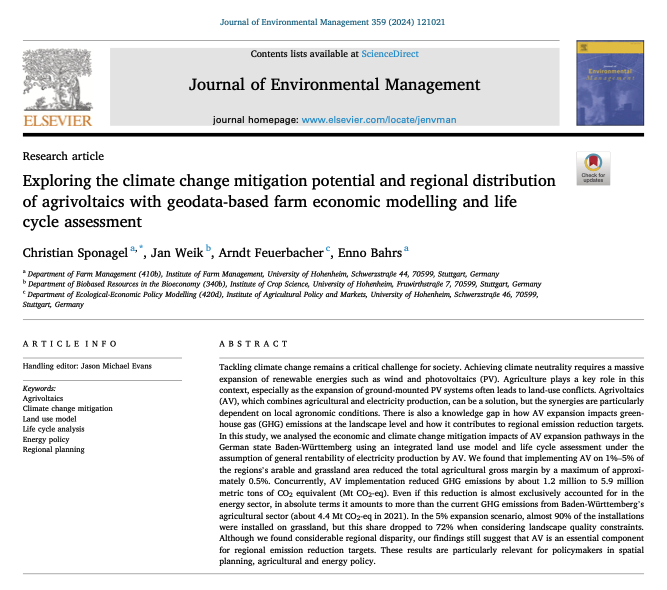 Journal of Environmental Management 359 (2024) 121021
Contents lists available at ScienceDirect
Journal of Environmental Management
journal homepage: www.elsevier.com/locate/jenvman
ELSEVIER
Environmental
Management
Research article
Check for
updates
Exploring the climate change mitigation potential and regional distribution
of agrivoltaics with geodata-based farm economic modelling and life
cycle assessment
Christian Sponagel a,*, Jan Weik b, Arndt Feuerbacher c, Enno Bahrs a
a Department of Farm Management (410b), Institute of Farm Management, University of Hohenheim, Schwerzstraße 44, 70599, Stuttgart, Germany
b Department of Biobased Resources in the Bioeconomy (340b), Institute of Crop Science, University of Hohenheim, Fruwirthstraße 7, 70599, Stuttgart, Germany
c Department of Ecological-Economic Policy Modelling (420d), Institute of Agricultural Policy and Markets, University of Hohenheim, Schwerzstraße 46, 70599,
Stuttgart, Germany
ARTICLE INFO
Handling editor: Jason Michael Evans
Keywords:
Agrivoltaics
Climate change mitigation
Land use model
Life cycle analysis
Energy policy
Regional planning
ABSTRACT
Tackling climate change remains a critical challenge for society. Achieving climate neutrality requires a massive
expansion of renewable energies such as wind and photovoltaics (PV). Agriculture plays a key role in this
context, especially as the expansion of ground-mounted PV systems often leads to land-use conflicts. Agrivoltaics
(AV), which combines agricultural and electricity production, can be a solution, but the synergies are particularly
dependent on local agronomic conditions. There is also a knowledge gap in how AV expansion impacts green-
house gas (GHG) emissions at the landscape level and how it contributes to regional emission reduction targets.
In this study, we analysed the economic and climate change mitigation impacts of AV expansion pathways in the
German state Baden-Württemberg using an integrated land use model and life cycle assessment under the
assumption of general rentability of electricity production by AV. We found that implementing AV on 1%–5% of
the regions's arable and grassland area reduced the total agricultural gross margin by a maximum of approxi-
mately 0.5%. Concurrently, AV implementation reduced GHG emissions by about 1.2 million to 5.9 million
metric tons of CO2 equivalent (Mt CO2-eq). Even if this reduction is almost exclusively accounted for in the
energy sector, in absolute terms it amounts to more than the current GHG emissions from Baden-Württemberg's
agricultural sector (about 4.4 Mt CO2-eq in 2021). In the 5% expansion scenario, almost 90% of the installations
were installed on grassland, but this share dropped to 72% when considering landscape quality constraints.
Although we found considerable regional disparity, our findings still suggest that AV is an essential component
for regional emission reduction targets. These results are particularly relevant for policymakers in spatial
planning, agricultural and energy policy.